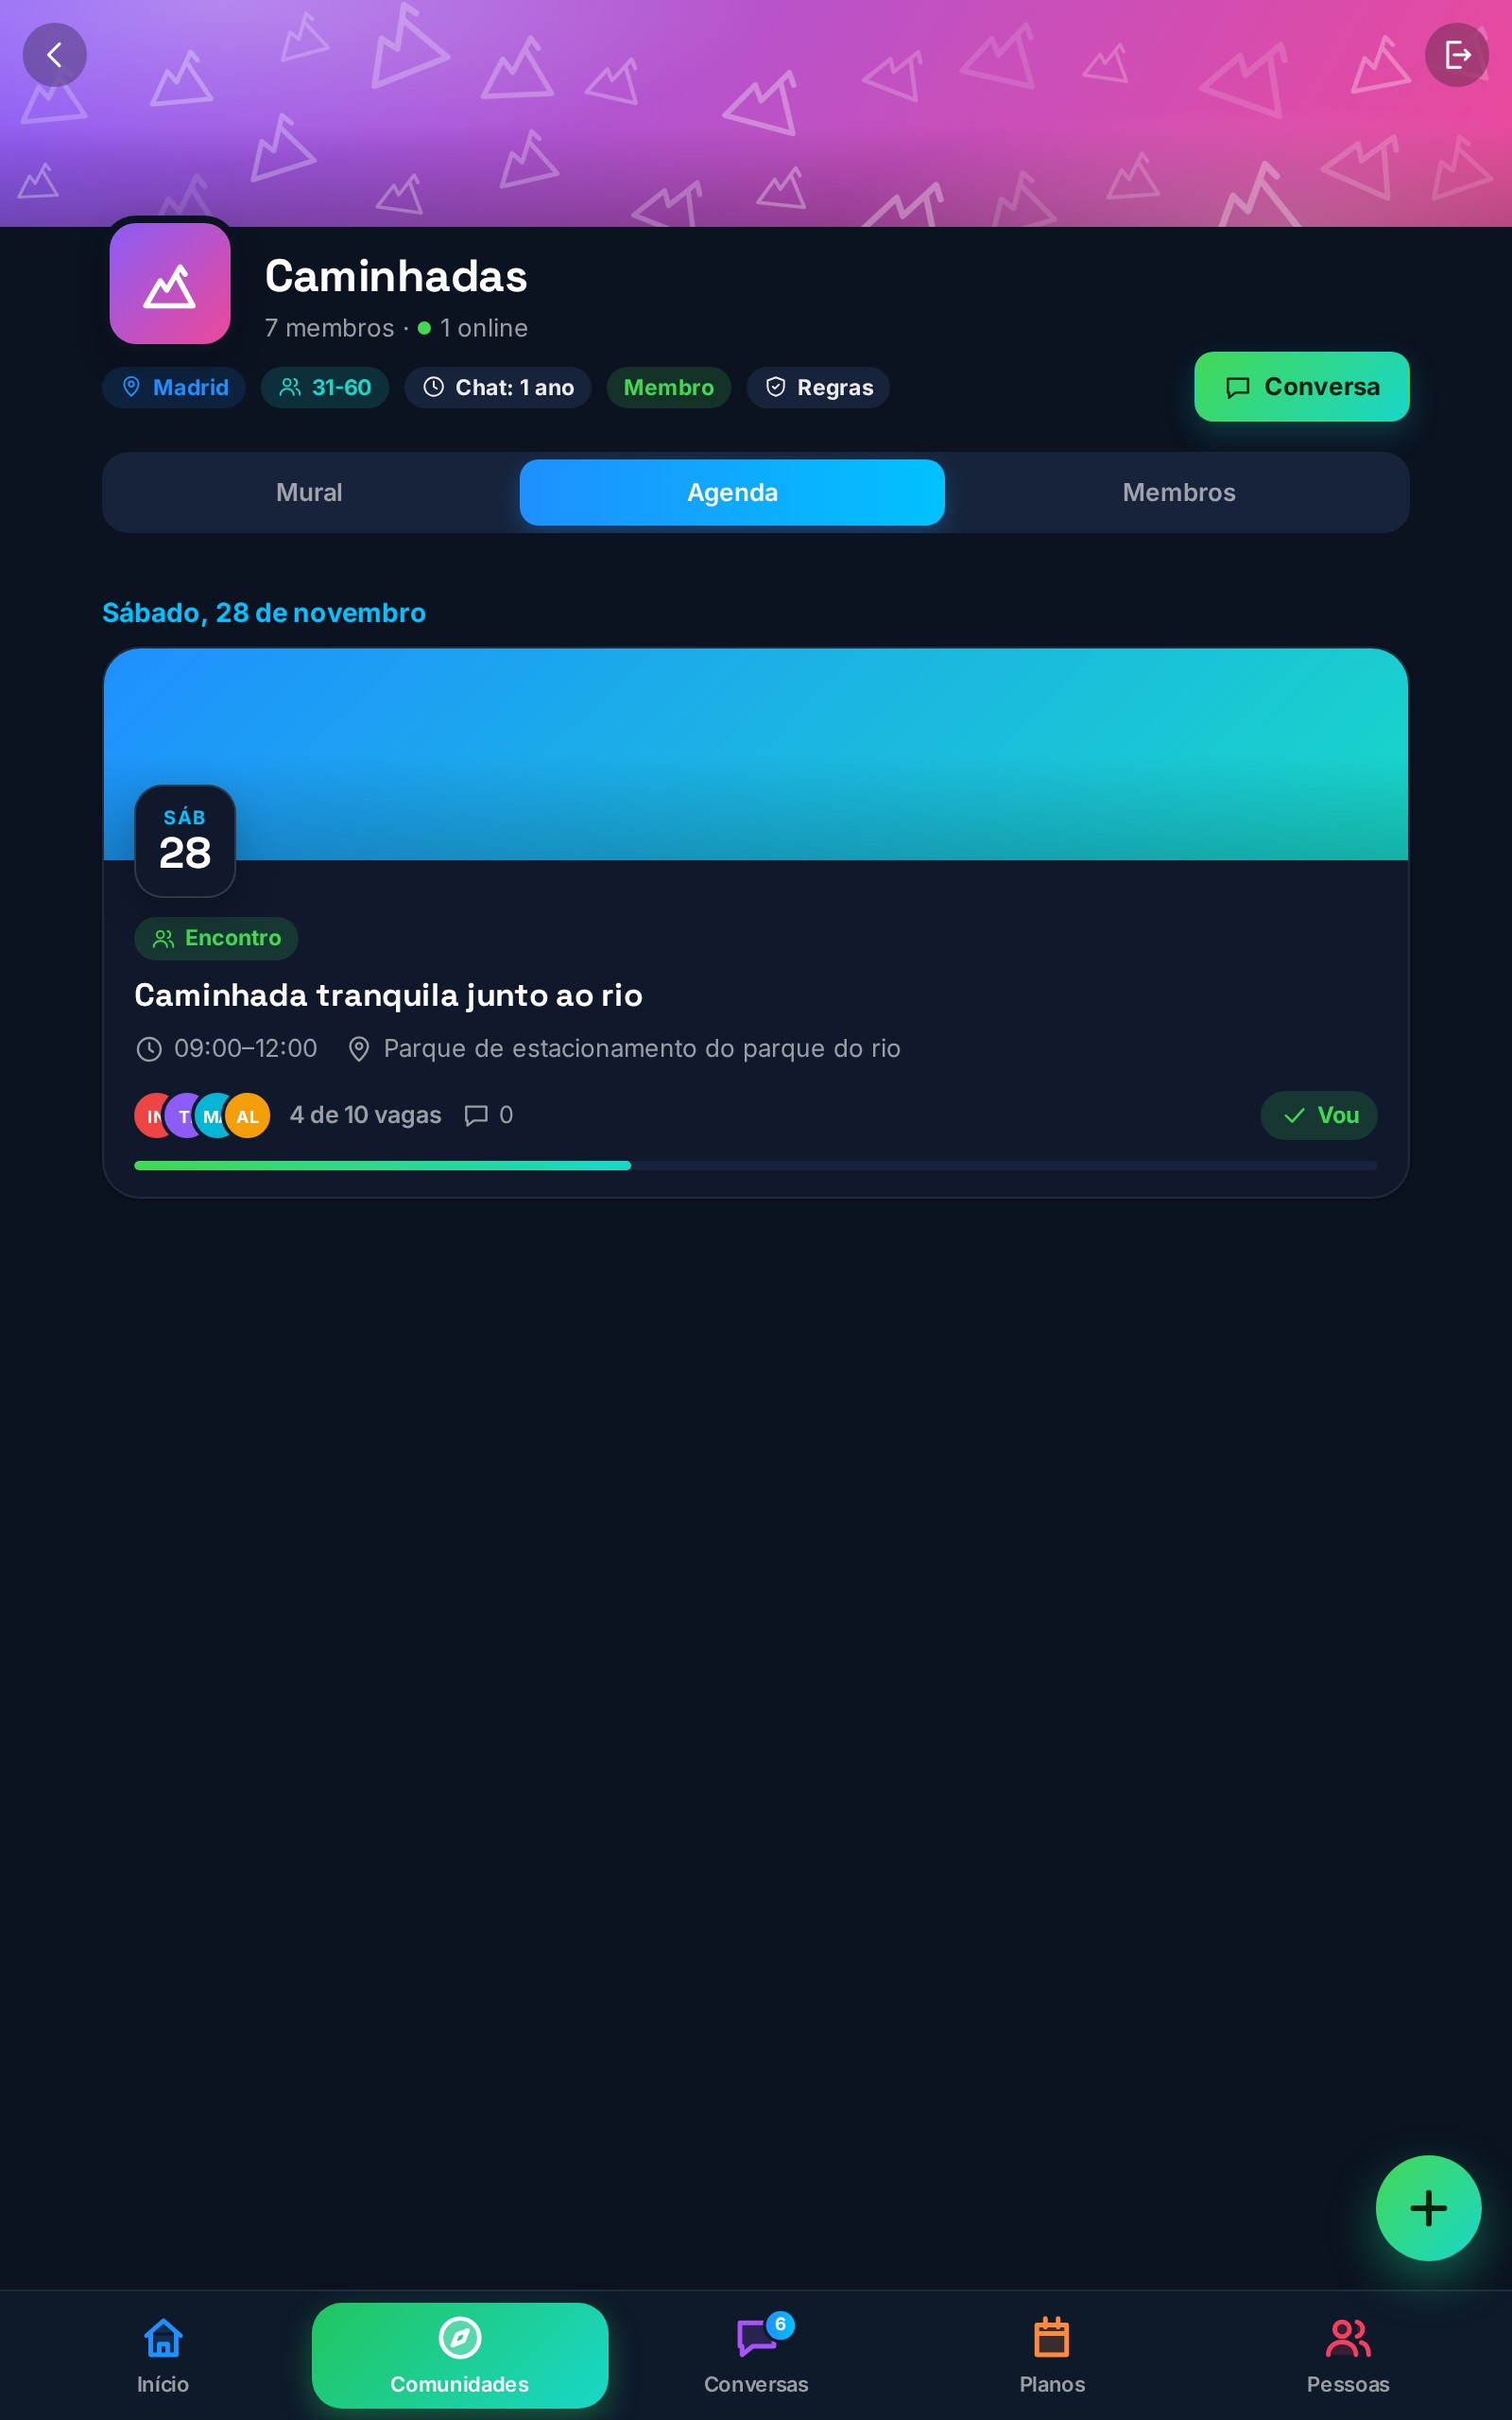 Caminhadas
7 membros · 1 online
Madrid 31-60 Chat: 1 ano Membro Regras Conversa
Mural Agenda Membros
Sábado, 28 de novembro
SÁB
28
Encontro
Caminhada tranquila junto ao rio
09:00–12:00 Parque de estacionamento do parque do rio
AL 4 de 10 vagas 0 Vou
6
Início Comunidades Conversas Planos Pessoas